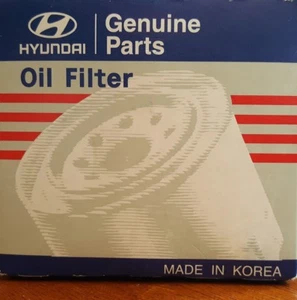 HYUNDAI
Genuine
Parts
Oil Filter
MADE IN KOREA